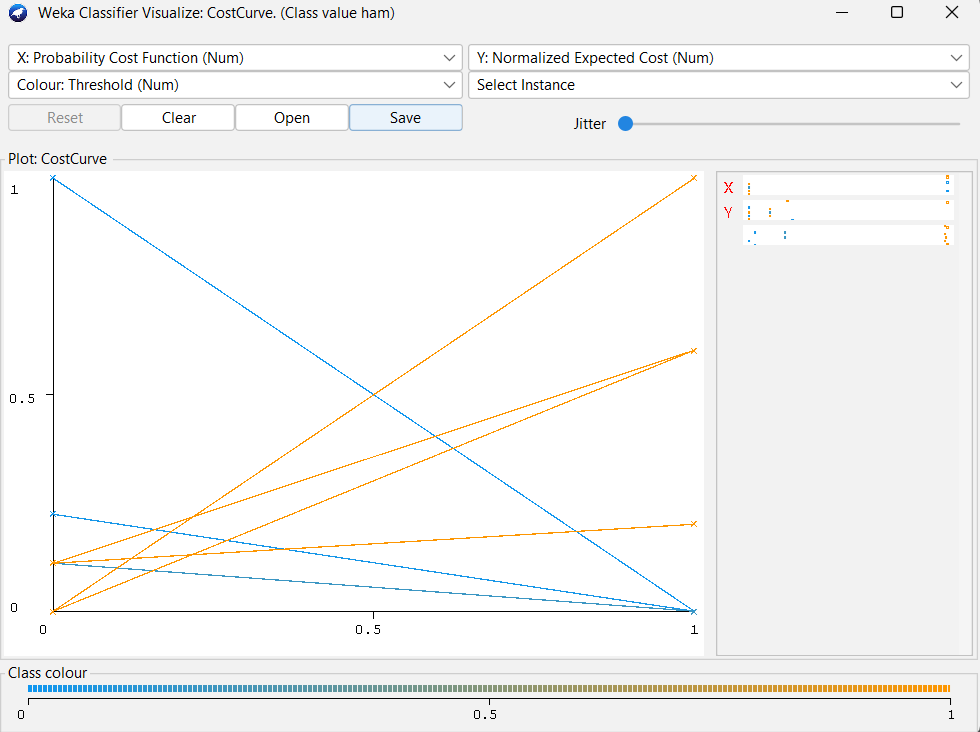 Weka Classifier Visualize: CostCurve. (Class value ham)
X: Probability Cost Function (Num)
Y: Normalized Expected Cost (Num)
Colour: Threshold (Num)
Select Instance
Reset
Clear
Open
Save
Jitter
Plot: CostCurve
1
0.5
0
0
0.5
1
X
Y
Class colour
0
0.5
1